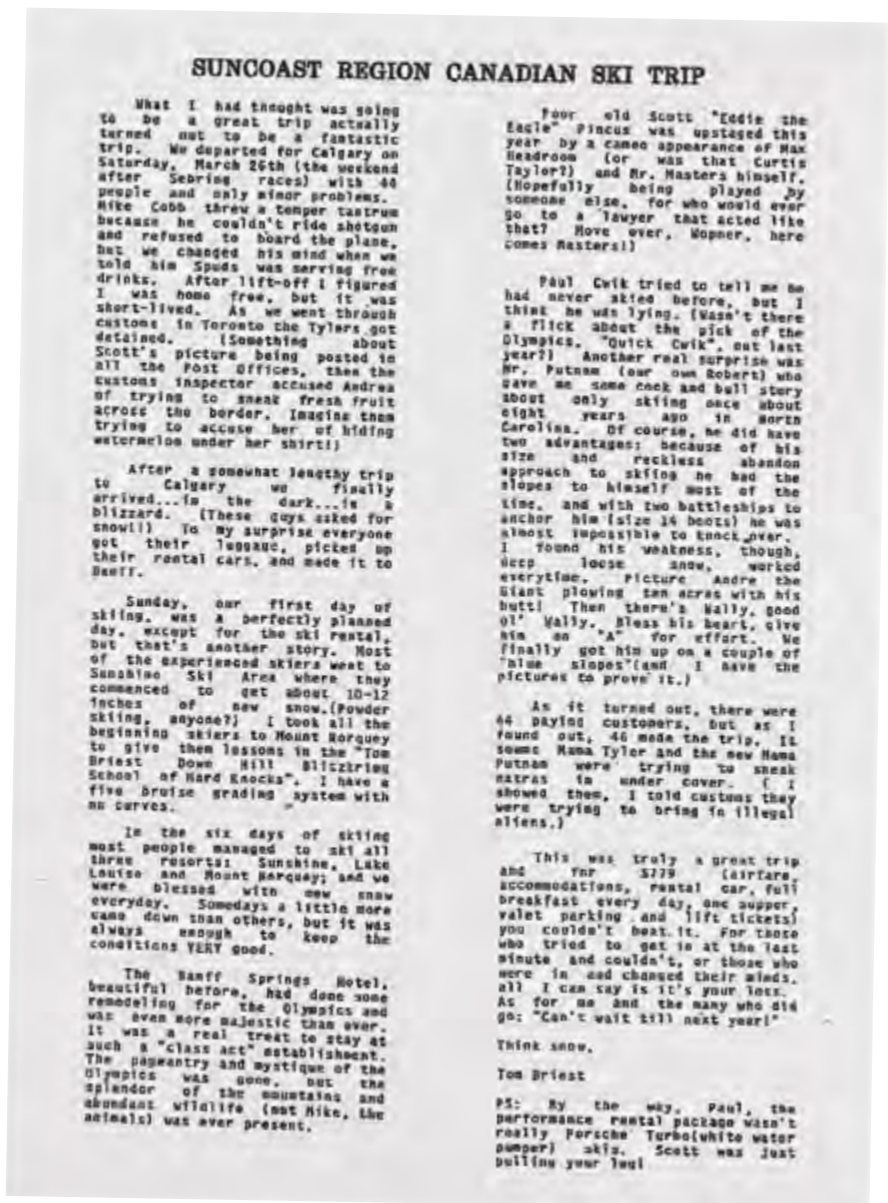 SUNCOAST REGION CANADIAN SKI TRIP
What I had thought was going
to be a great trip actually
turned out to be a fantastic
trip. We departed for Calgary on
Saturday, March 26th (the weekend
after Sebring races) with 44
people and only minor problems.
Mike Cobb threw a temper tantrum
because he couldn't ride shotgun
and refused to board the plane,
but we changed his mind when we
told him Spuds was serving free
drinks. After lift-off I figured
I was home free, but it was
short-lived. As we went through
customs in Toronto the Tylers got
detained. (Something about
Scott's picture being posted in
all the Post Offices, then the
customs inspector accused Andrea
of trying to sneak fresh fruit
across the border. Imagine them
trying to accuse her of hiding
watermelon under her shirt!)
After a somewhat lengthy trip
to Calgary we finally
arrived...in the dark...in a
blizzard. (These guys asked for
snow!!) To my surprise everyone
got their luggage, picked up
their rental cars, and made it to
Banff.
Sunday, our first day of
skiing, was a perfectly planned
day, except for the ski rental,
but that's another story. Most
of the experienced skiers went to
Sunshine Ski Area where they
commenced to get about 10-12
inches of new snow.(Powder
skiing, anyone?) I took all the
beginning skiers to Mount Norquey
to give them lessons in the "Tom
Briest Down Hill Blitzkrieg
School of Hard Knocks". I have a
five bruise grading system with
no curves.
In the six days of skiing
most people managed to ski all
three resorts: Sunshine, Lake
Louise and Mount Norquey; and we
were blessed with new snow
everyday. Somedays a little more
came down than others, but it was
always enough to keep the
conditions VERY good.
The Banff Springs Hotel,
beautiful before, had done some
remodeling for the Olympics and
was even more majestic than ever.
It was a real treat to stay at
such a "class act" establishment.
The pageantry and mystique of the
Olympics was gone, but the
splendor of the mountains and
abundant wildlife (not Mike, the
animals) was ever present.
Poor old Scott "Eddie the
Eagle" Pincus was upstaged this
year by a cameo appearance of Max
Headroom (or was that Curtis
Taylor?) and Mr. Masters himself.
(Hopefully being played by
someone else, for who would ever
go to a lawyer that acted like
that? Move over, Wopner, here
comes Masters!)
Paul Cwik tried to tell me he
had never skied before, but I
think he was lying. (Wasn't there
a flick about the pick of the
Olympics, "Quick Cwik", out last
year?) Another real surprise was
Mr. Putnam (our own Robert) who
gave me some cock and bull story
about only skiing once about
eight years ago in North
Carolina. Of course, he did have
two advantages; because of his
size and reckless abandon
approach to skiing he had the
slopes to himself most of the
time, and with two battleships to
anchor him (size 14 boots) he was
almost impossible to knock over.
I found his weakness, though,
deep loose snow, worked
everytime. Picture Andre the
Giant plowing ten acres with his
butt! Then there's Wally, good
ol' Wally. Bless his heart, give
him an "A" for effort. We
finally got him up on a couple of
"blue slopes"(and I have the
pictures to prove it.)
As it turned out, there were
44 paying customers, but as I
found out, 46 made the trip. It
seems Mama Tyler and the new Mama
Putnam were trying to sneak
extras in under cover. ( I
showed them, I told customs they
were trying to bring in illegal
aliens.)
This was truly a great trip
and for $779 (airfare,
accommodations, rental car, full
breakfast every day, one supper,
valet parking and lift tickets)
you couldn't beat it. For those
who tried to get in at the last
minute and couldn't, or those who
were in and changed their minds,
all I can say is it's your loss.
As for me and the many who did
go; "Can't wait till next year!"
Think snow,
Tom Briest
PS: By the way, Paul, the
performance rental package wasn't
really Porsche Turbo(white water
pumper) skis. Scott was just
pulling your leg!